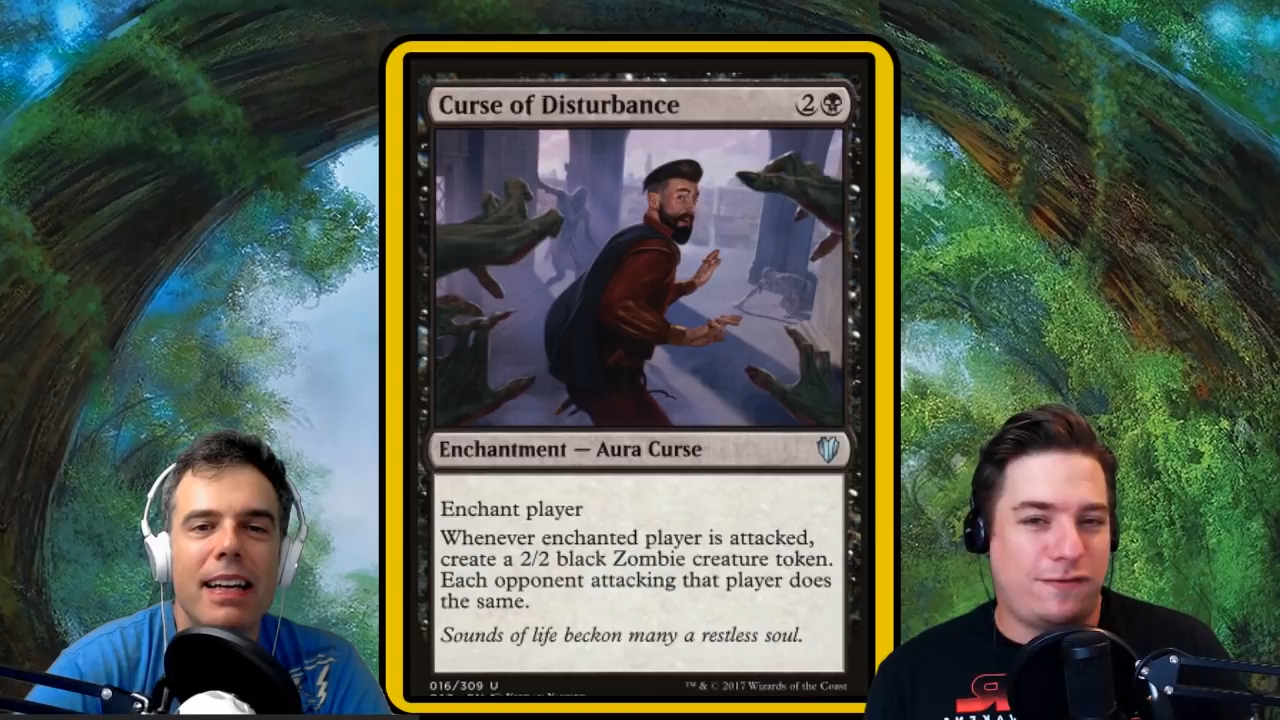 Curse of Disturbance 2
Enchantment — Aura Curse
Enchant player
Whenever enchanted player is attacked,
create a 2/2 black Zombie creature token.
Each opponent attacking that player does
the same.
Sounds of life beckon many a restless soul.
016/309 U
™ & © 2017 Wizards of the Coast